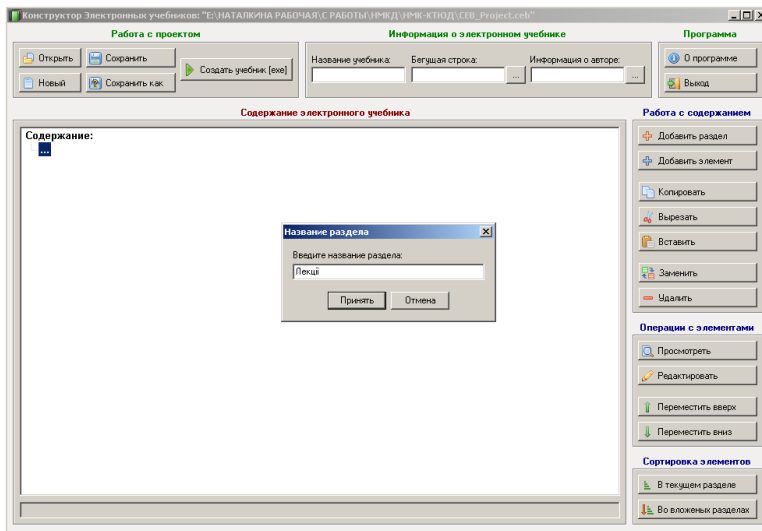 Конструктор Электронных учебников: "E:\НАТАЛКИНА РАБОЧАЯ\С РАБОТЫ\НМКД\НМК-КТЮД\CEB_Project.ceb"
Работа с проектом
Информация о электронном учебнике
Программа
Открыть
Сохранить
Создать учебник [exe]
Название учебника:
Бегущая строка:
Информация о авторе:
О программе
Новый
Сохранить как
...
...
Выход
Содержание электронного учебника
Работа с содержанием
Содержание:
...
Добавить раздел
Добавить элемент
Копировать
Вырезать
Вставить
Заменить
Удалить
Название раздела
Введите название раздела:
Лекції
Принять
Отмена
Операции с элементами
Просмотреть
Редактировать
Переместить вверх
Переместить вниз
Сортировка элементов
В текущем разделе
Во вложеных разделах